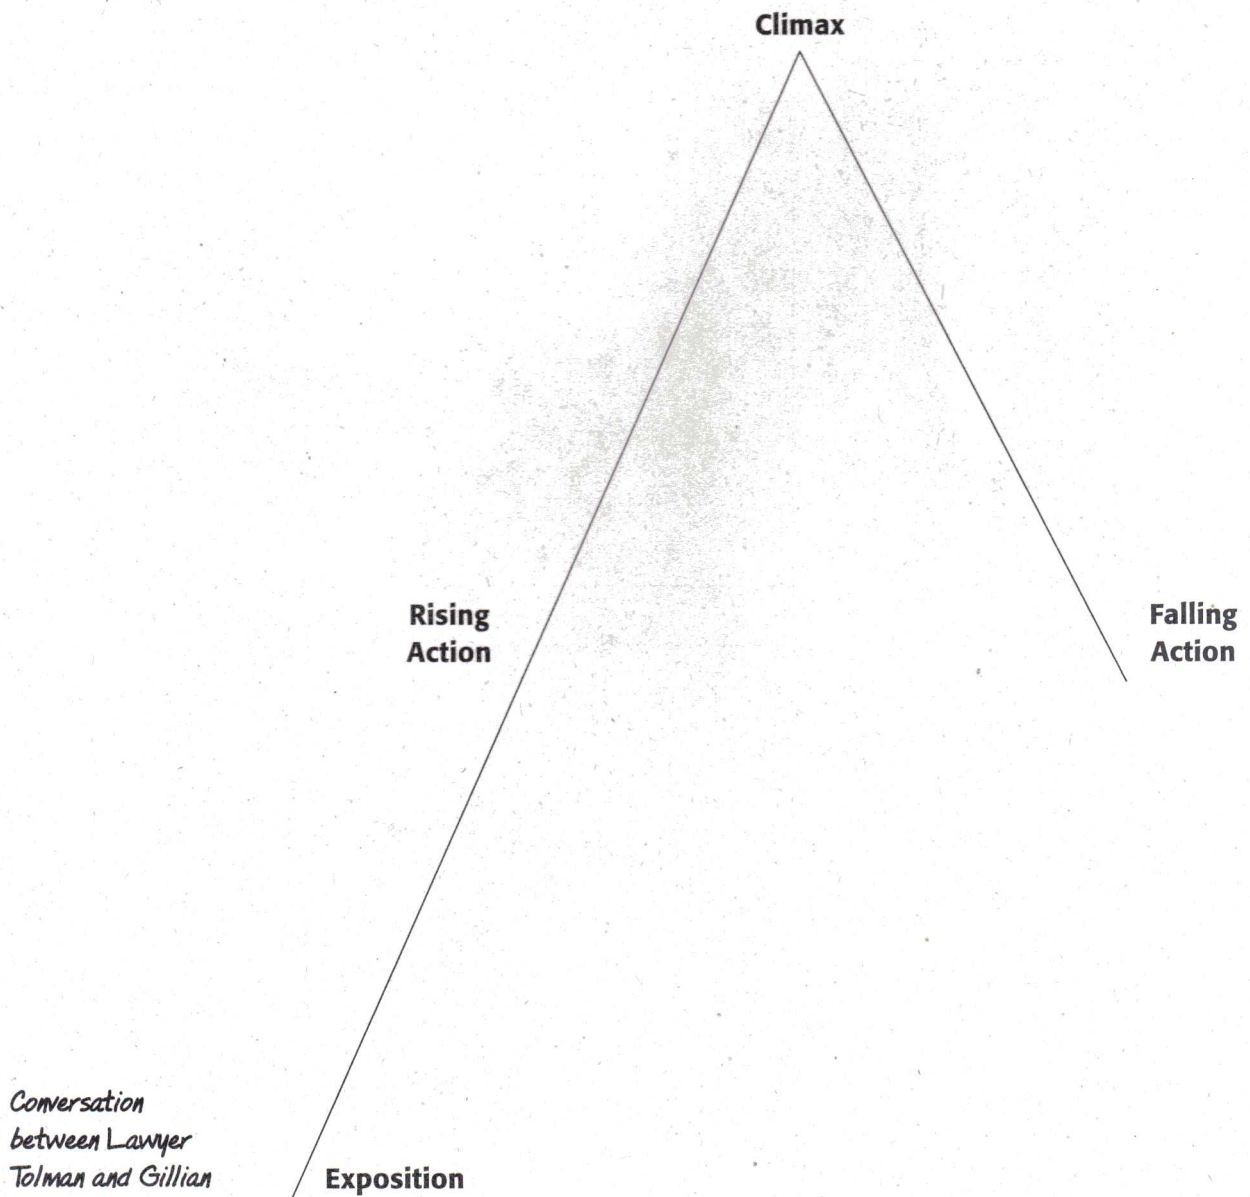 Climax
Rising
Action
Falling
Action
Conversation
between Lawyer
Tolman and Gillian
Exposition